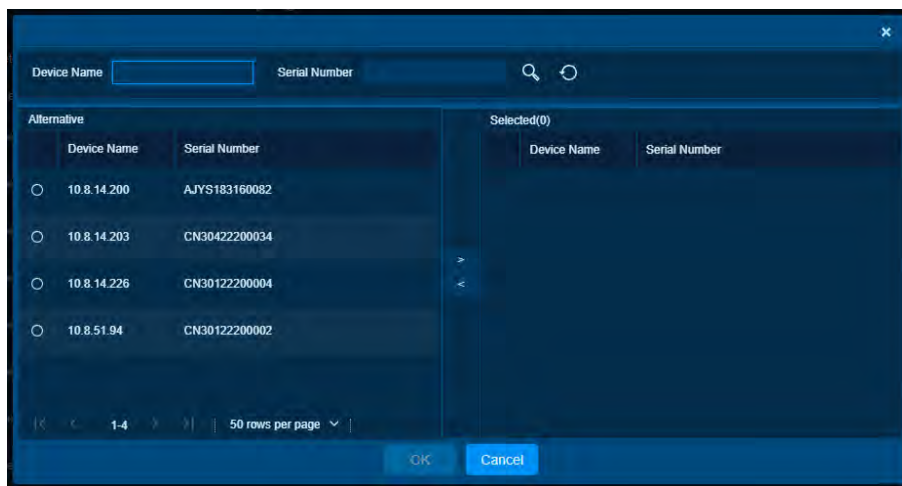 ×
Device Name Serial Number
Alternative Selected(0)
Device Name Serial Number Device Name Serial Number
10.8.14.200 AJYS183160082
10.8.14.203 CN30422200034
>
10.8.14.226 CN30122200004 <
10.8.51.94 CN30122200002
|< < 1-4 > >| | 50 rows per page |
OK Cancel